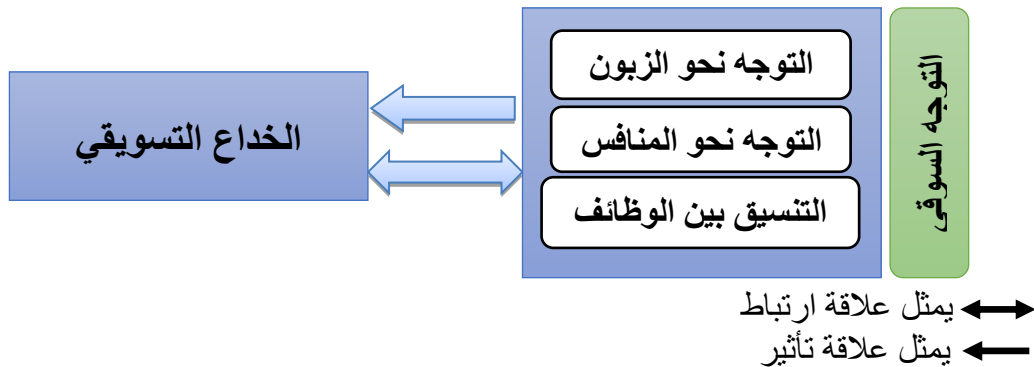 التوجه السوقي
التوجه نحو الزبون
التوجه نحو المنافس
التنسيق بين الوظائف
الخداع التسويقي
يمثل علاقة ارتباط
يمثل علاقة تأثير